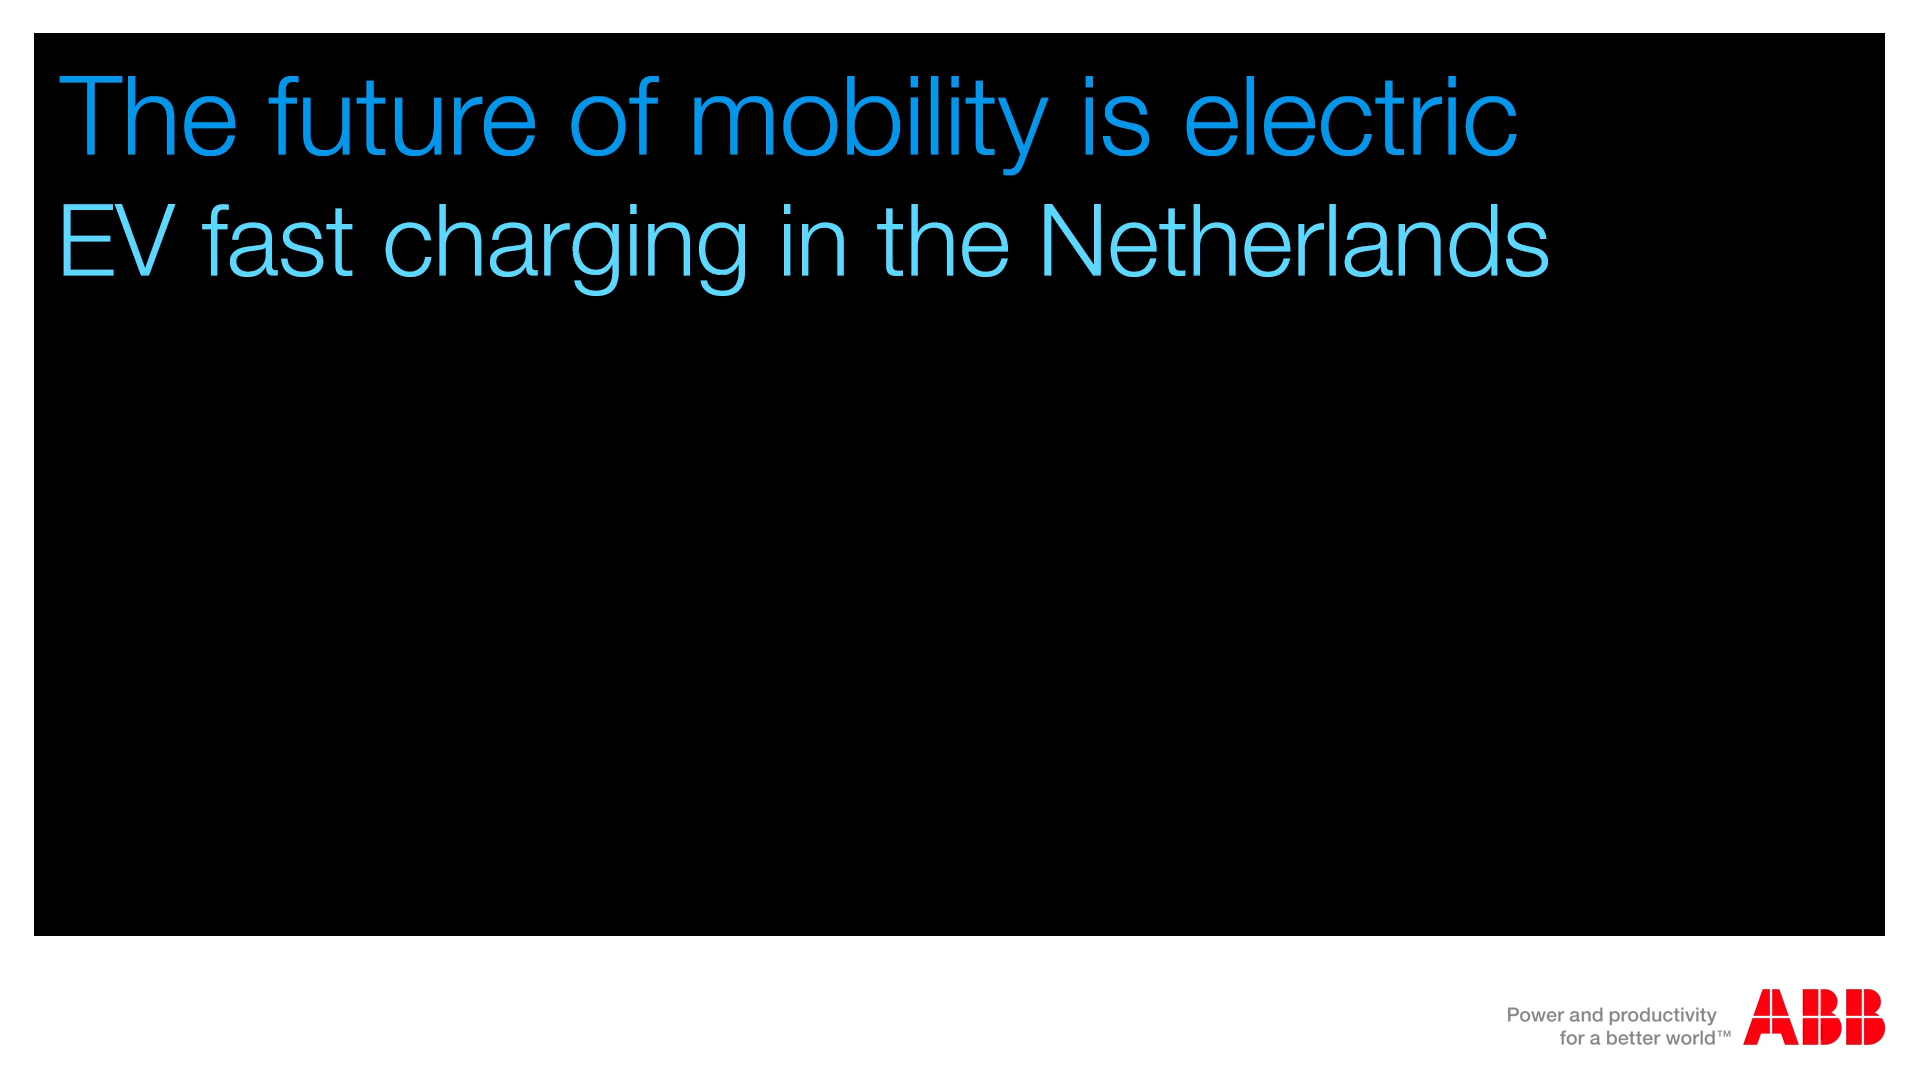 The future of mobility is electric
EV fast charging in the Netherlands
Power and productivity
for a better world™
ABB